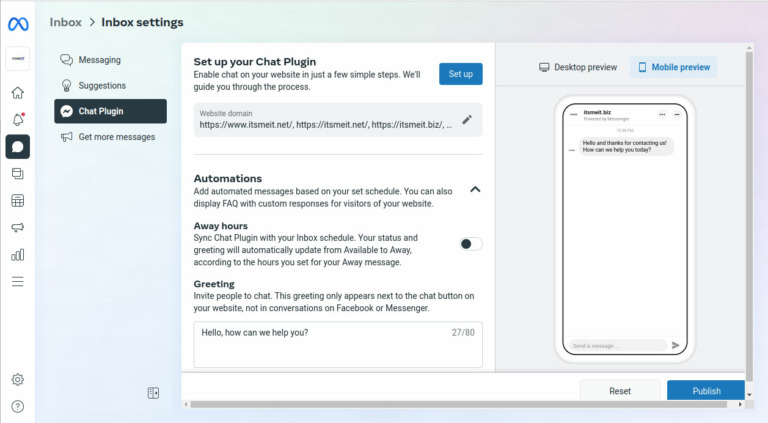 Inbox > Inbox settings
itsmeit
Messaging
Suggestions
Chat Plugin
Get more messages
Set up your Chat Plugin
Enable chat on your website in just a few simple steps. We'll
guide you through the process.
Set up
Website domain
https://www.itsmeit.net/, https://itsmeit.net/, https://itsmeit.biz/, ...
Automations
Add automated messages based on your set schedule. You can also
display FAQ with custom responses for visitors of your website.
Away hours
Sync Chat Plugin with your Inbox schedule. Your status and
greeting will automatically update from Available to Away,
according to the hours you set for your Away message.
Greeting
Invite people to chat. This greeting only appears next to the chat button on
your website, not in conversations on Facebook or Messenger.
Hello, how can we help you?
27/80
Desktop preview
Mobile preview
itsmeit.biz
Powered by Messenger
Hello and thanks for contacting us!
How can we help you today?
Send a message...
Reset
Publish